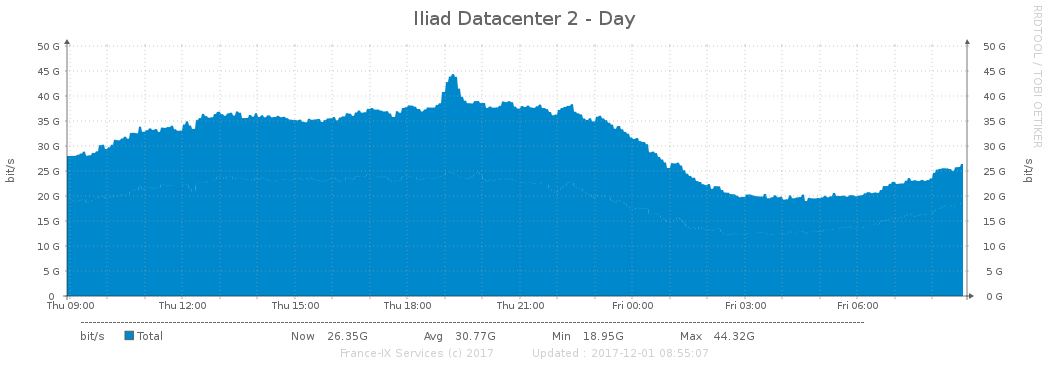 Iliad Datacenter 2 - Day
RRDTOOL / TOBI OETIKER
bit/s
bit/s
50 G 50 G
45 G 45 G
40 G 40 G
35 G 35 G
30 G 30 G
25 G 25 G
20 G 20 G
15 G 15 G
10 G 10 G
5 G 5 G
0 0 G
Thu 09:00 Thu 12:00 Thu 15:00 Thu 18:00 Thu 21:00 Fri 00:00 Fri 03:00 Fri 06:00
bit/s Total Now 26.35G Avg 30.77G Min 18.95G Max 44.32G
France-IX Services (c) 2017 Updated : 2017-12-01 08:55:07